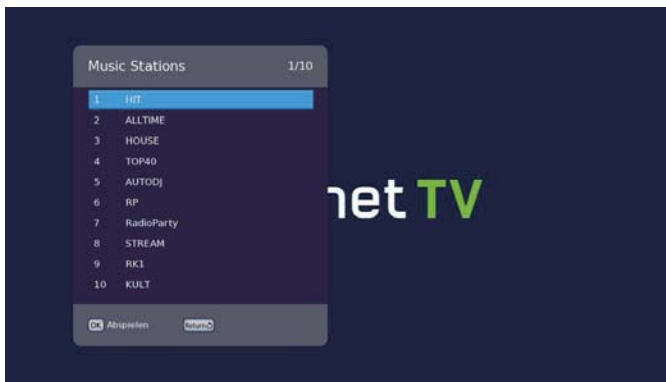 Music Stations 1/10
1 HIT
2 ALLTIME
3 HOUSE
4 TOP40
5 AUTODJ
6 RP
7 RadioParty
8 STREAM
9 RK1
10 KULT
OK Abspielen Return
net TV